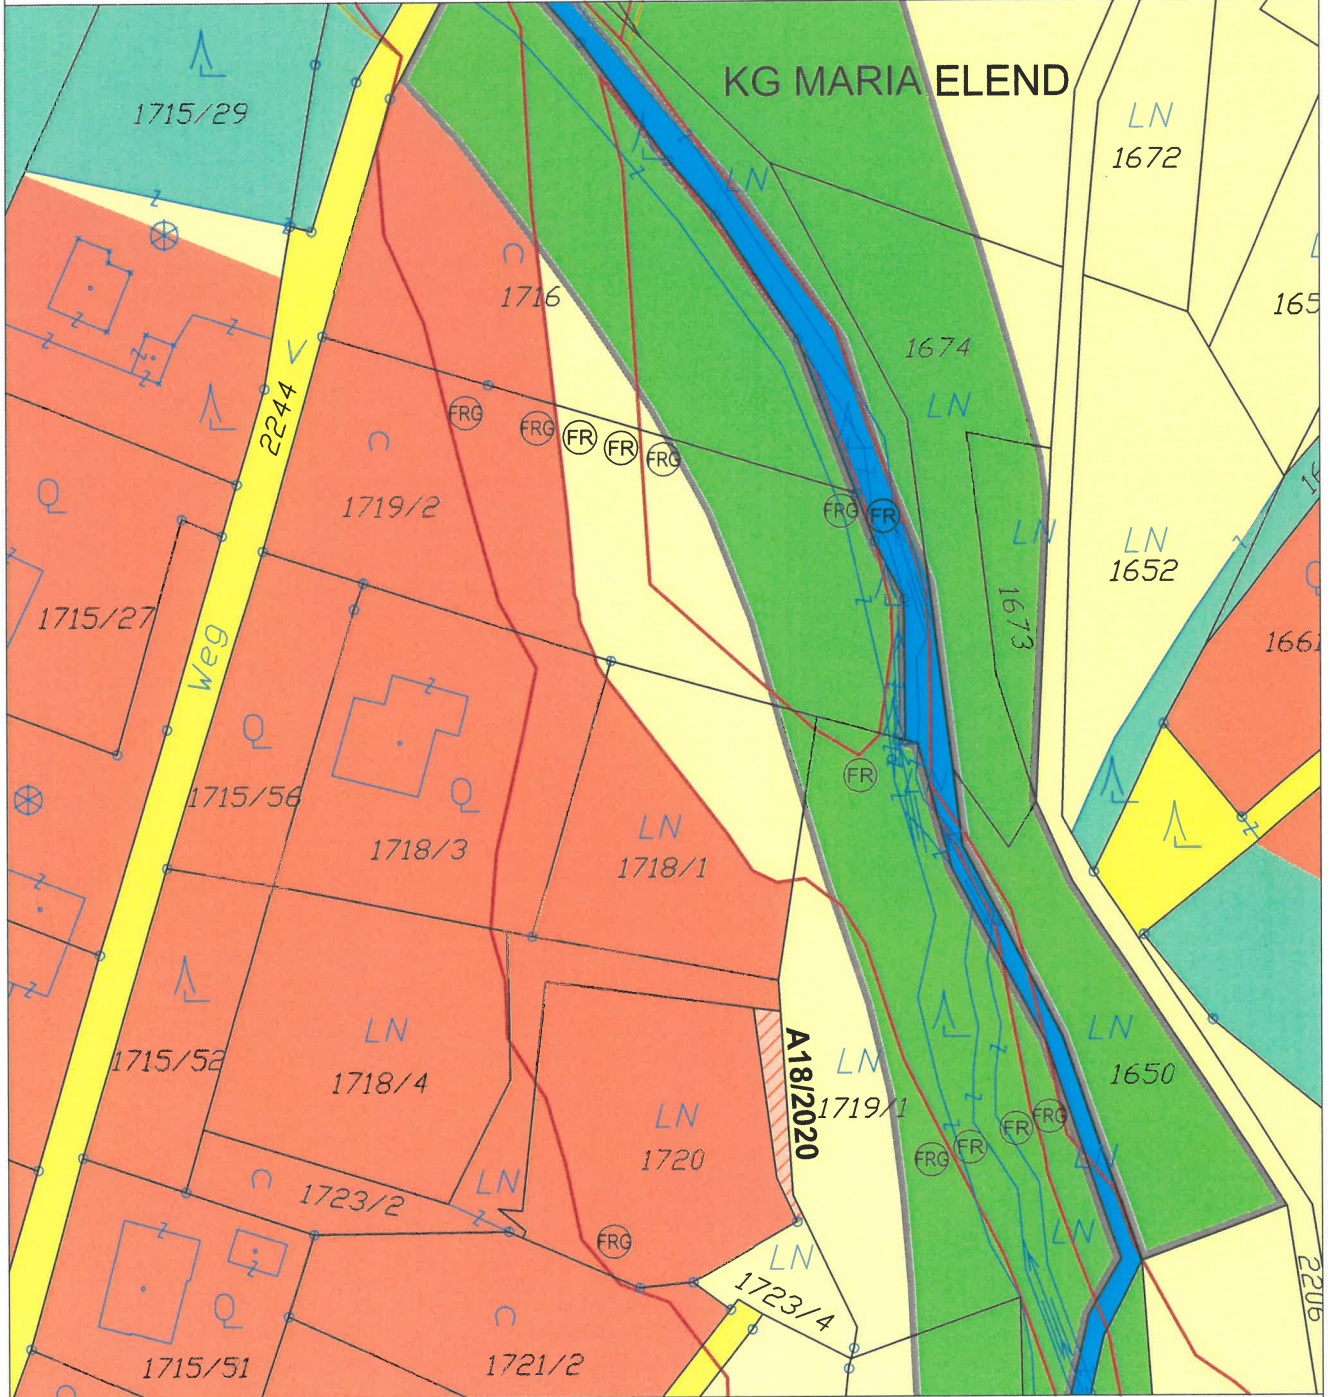 KG MARIA ELEND
1715/29
LN
1672
LN
1716
165
1674
LN
2244
FRG
FRG
FR
FR
FRG
Q
1719/2
FRG
FR
LN
LN
1652
Q
1715/27
1673
1661
Weg
Q
1715/56
Q
1718/3
LN
1718/1
FR
LN
1718/4
1715/52
A18/2020
LN
1719/1
LN
1650
LN
1720
FRG
FR
FR
FRG
LN
LN
1723/2
FRG
LN
LN
1723/4
2206
Q
1715/51
1721/2